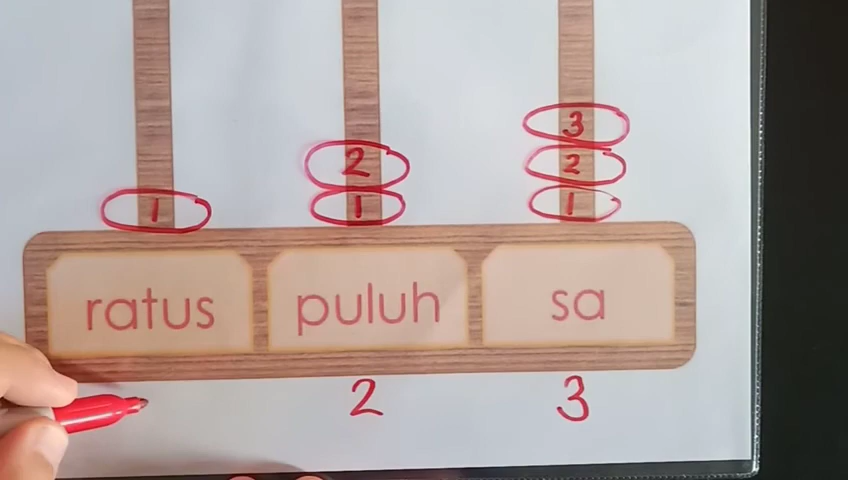 3
2 2
1 1 1
ratus puluh sa
2 3